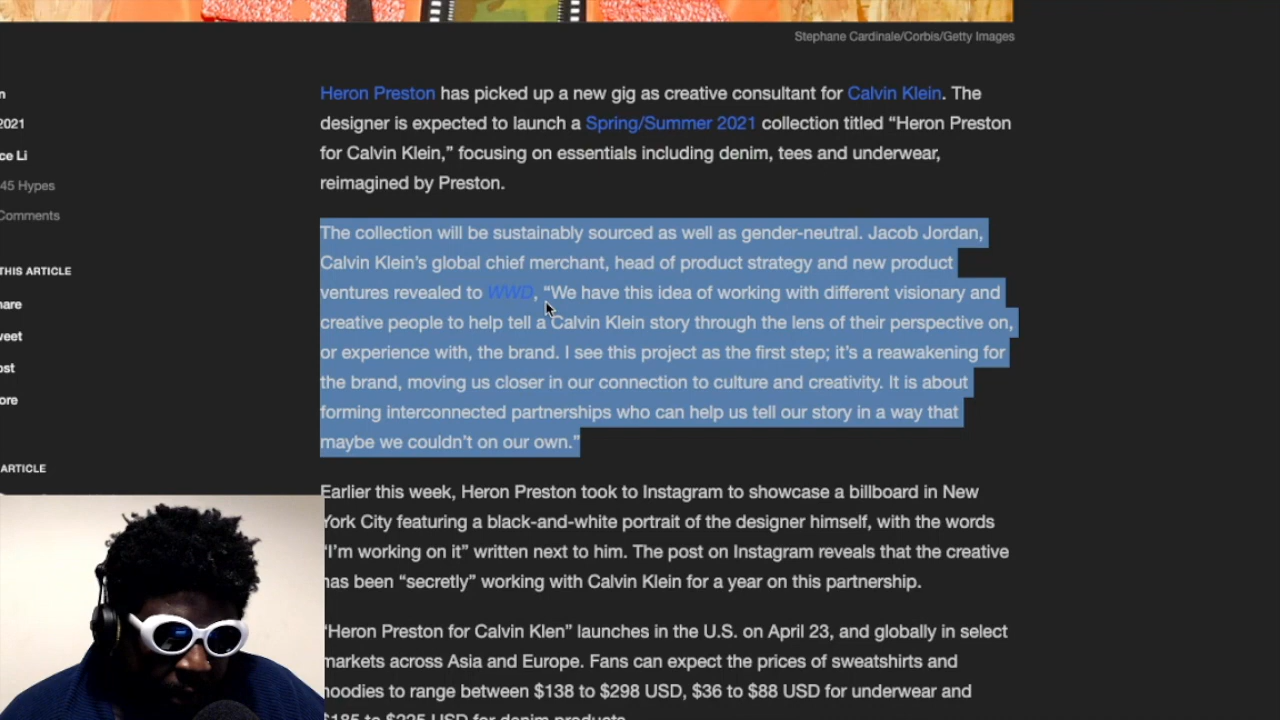 Stephane Cardinale/Corbis/Getty Images
n
2021
ce Li
45 Hypes
Comments
THIS ARTICLE
hare
weet
ost
ore
ARTICLE
Heron Preston has picked up a new gig as creative consultant for Calvin Klein. The
designer is expected to launch a Spring/Summer 2021 collection titled “Heron Preston
for Calvin Klein,” focusing on essentials including denim, tees and underwear,
reimagined by Preston.
The collection will be sustainably sourced as well as gender-neutral. Jacob Jordan,
Calvin Klein’s global chief merchant, head of product strategy and new product
ventures revealed to WWD, “We have this idea of working with different visionary and
creative people to help tell a Calvin Klein story through the lens of their perspective on,
or experience with, the brand. I see this project as the first step; it’s a reawakening for
the brand, moving us closer in our connection to culture and creativity. It is about
forming interconnected partnerships who can help us tell our story in a way that
maybe we couldn’t on our own.”
Earlier this week, Heron Preston took to Instagram to showcase a billboard in New
York City featuring a black-and-white portrait of the designer himself, with the words
“I’m working on it” written next to him. The post on Instagram reveals that the creative
has been “secretly” working with Calvin Klein for a year on this partnership.
“Heron Preston for Calvin Klen” launches in the U.S. on April 23, and globally in select
markets across Asia and Europe. Fans can expect the prices of sweatshirts and
hoodies to range between $138 to $298 USD, $36 to $88 USD for underwear and
$185 to $225 USD for denim products.